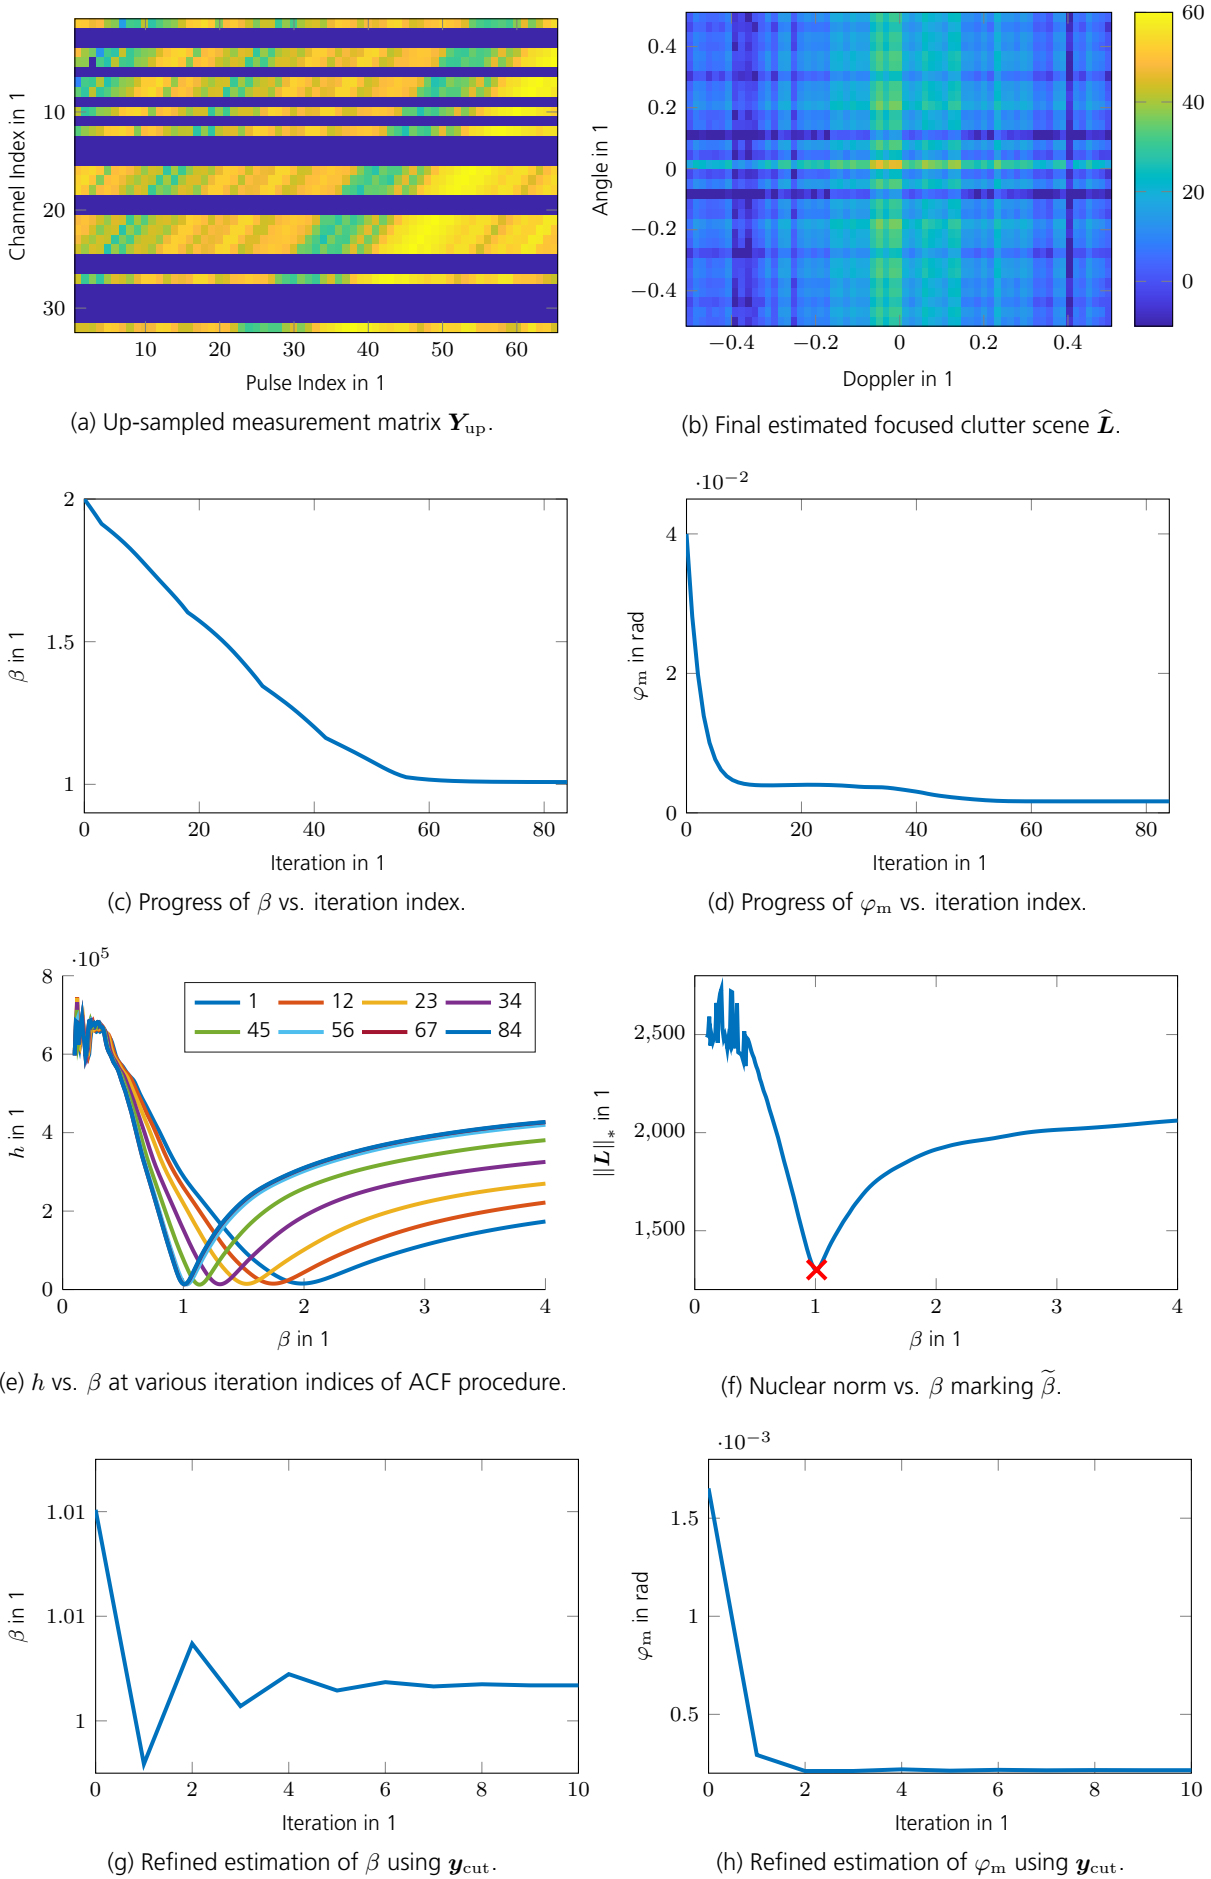 Channel Index in 1
10
20
30
10 20 30 40 50 60
Pulse Index in 1
(a) Up-sampled measurement matrix Y_up.
Angle in 1
0.4
0.2
0
−0.2
−0.4
−0.4 −0.2 0 0.2 0.4
Doppler in 1
60
40
20
0
(b) Final estimated focused clutter scene L̂.
β in 1
2
1.5
1
0 20 40 60 80
Iteration in 1
(c) Progress of β vs. iteration index.
·10−2
φm in rad
4
2
0
0 20 40 60 80
Iteration in 1
(d) Progress of φm vs. iteration index.
·10^5
h in 1
8
6
4
2
0
1 12 23 34
45 56 67 84
0 1 2 3 4
β in 1
(e) h vs. β at various iteration indices of ACF procedure.
‖L‖* in 1
2,500
2,000
1,500
0 1 2 3 4
β in 1
(f) Nuclear norm vs. β marking β̃.
β in 1
1.01
1.01
1
0 2 4 6 8 10
Iteration in 1
(g) Refined estimation of β using y_cut.
·10−3
φm in rad
1.5
1
0.5
0 2 4 6 8 10
Iteration in 1
(h) Refined estimation of φm using y_cut.